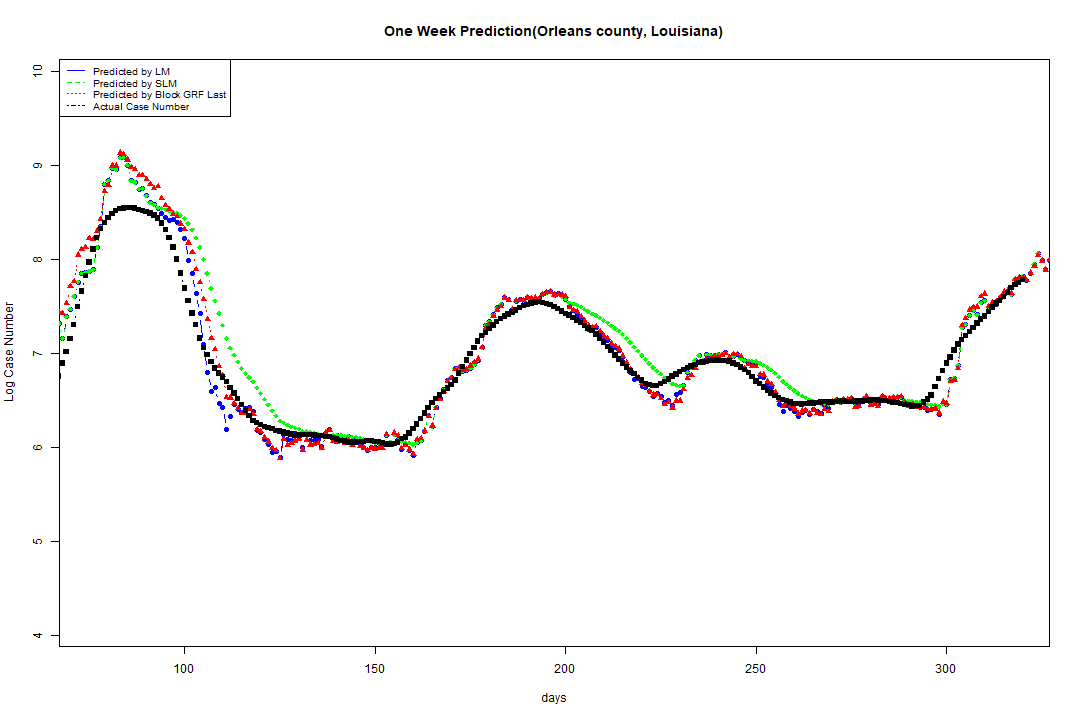 One Week Prediction(Orleans county, Louisiana)
Predicted by LM
Predicted by SLM
Predicted by Block GRF Last
Actual Case Number
10
9
8
7
6
5
4
Log Case Number
100 150 200 250 300
days